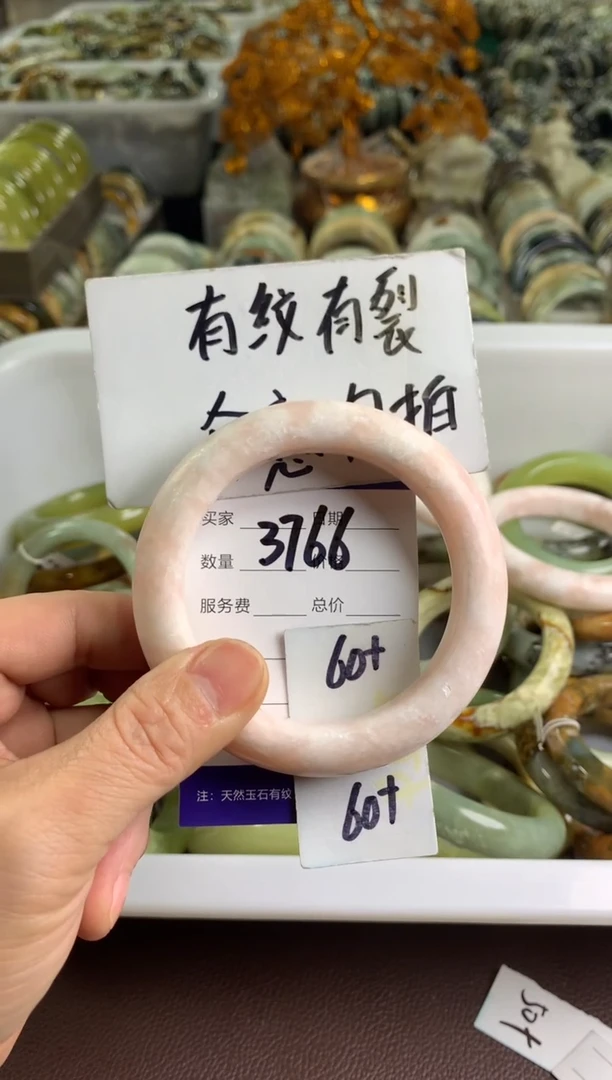 有纹有裂
拍
买家 日期
3766
数量
服务费 总价
60+
注：天然玉石有纹
60+
50+